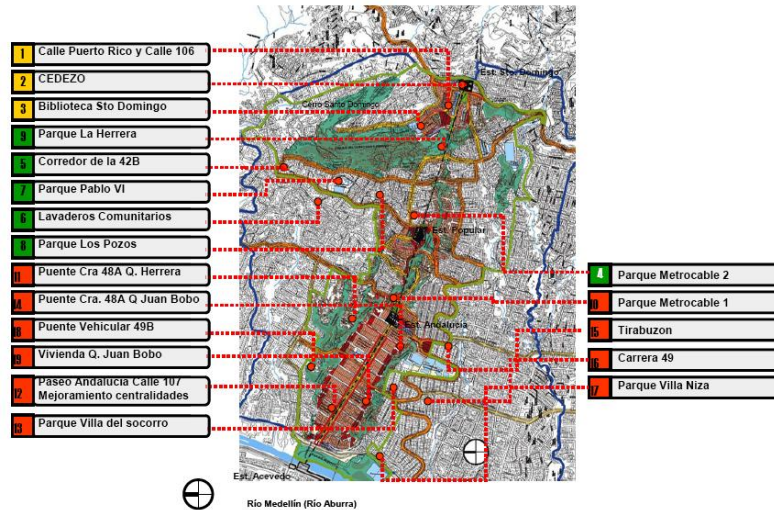 1 Calle Puerto Rico y Calle 106
2 CEDEZO
3 Biblioteca Sto Domingo
9 Parque La Herrera
5 Corredor de la 42B
7 Parque Pablo VI
6 Lavaderos Comunitarios
8 Parque Los Pozos
11 Puente Cra 48A Q. Herrera
14 Puente Cra. 48A Q Juan Bobo
18 Puente Vehicular 49B
19 Vivienda Q. Juan Bobo
12 Paseo Andalucia Calle 107
Mejoramiento centralidades
13 Parque Villa del socorro
Est. Sto. Domingo
Cerro Santo Domingo
Est. Popular
Est. Andalucia
Est. Acevedo
Río Medellín (Río Aburra)
4 Parque Metrocable 2
10 Parque Metrocable 1
15 Tirabuzon
16 Carrera 49
17 Parque Villa Niza